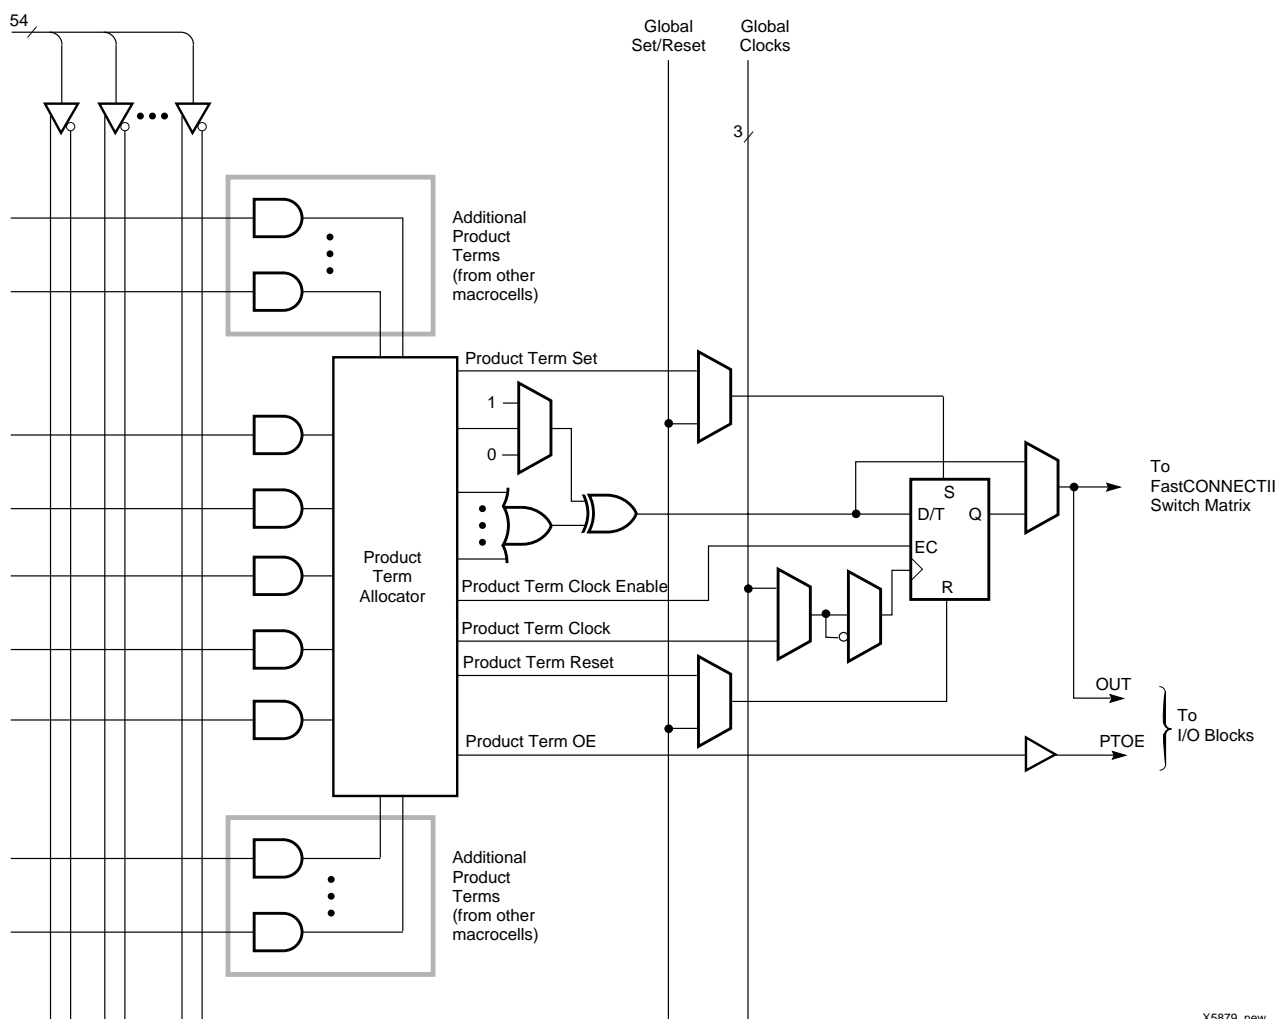 54
Global
Set/Reset
Global
Clocks
3
Additional
Product
Terms
(from other
macrocells)
Product Term Set
1
0
Product
Term
Allocator
S
D/T
Q
EC
R
To
FastCONNECTII
Switch Matrix
Product Term Clock Enable
Product Term Clock
Product Term Reset
Product Term OE
OUT
PTOE
To
I/O Blocks
Additional
Product
Terms
(from other
macrocells)
X5879_new